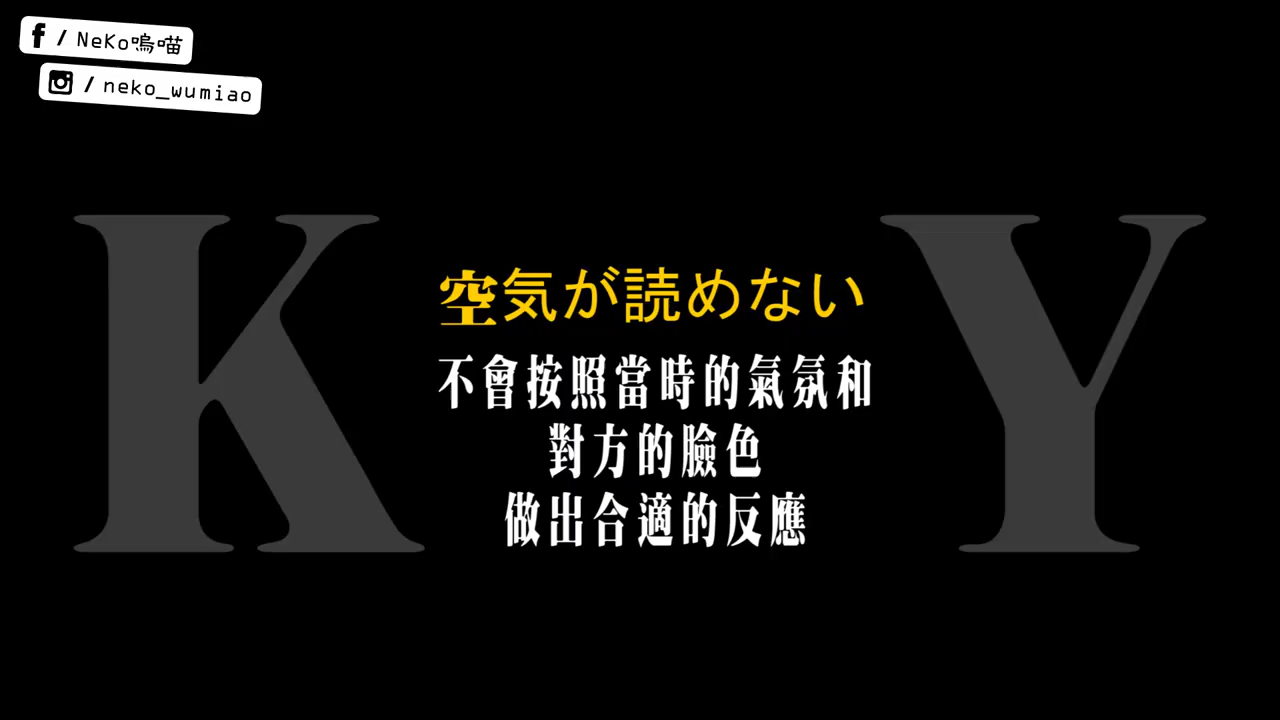 f / NeKo嗚喵
/ neko_wumiao
K Y
空気が読めない
不會按照當時的氣氛和
對方的臉色
做出合適的反應